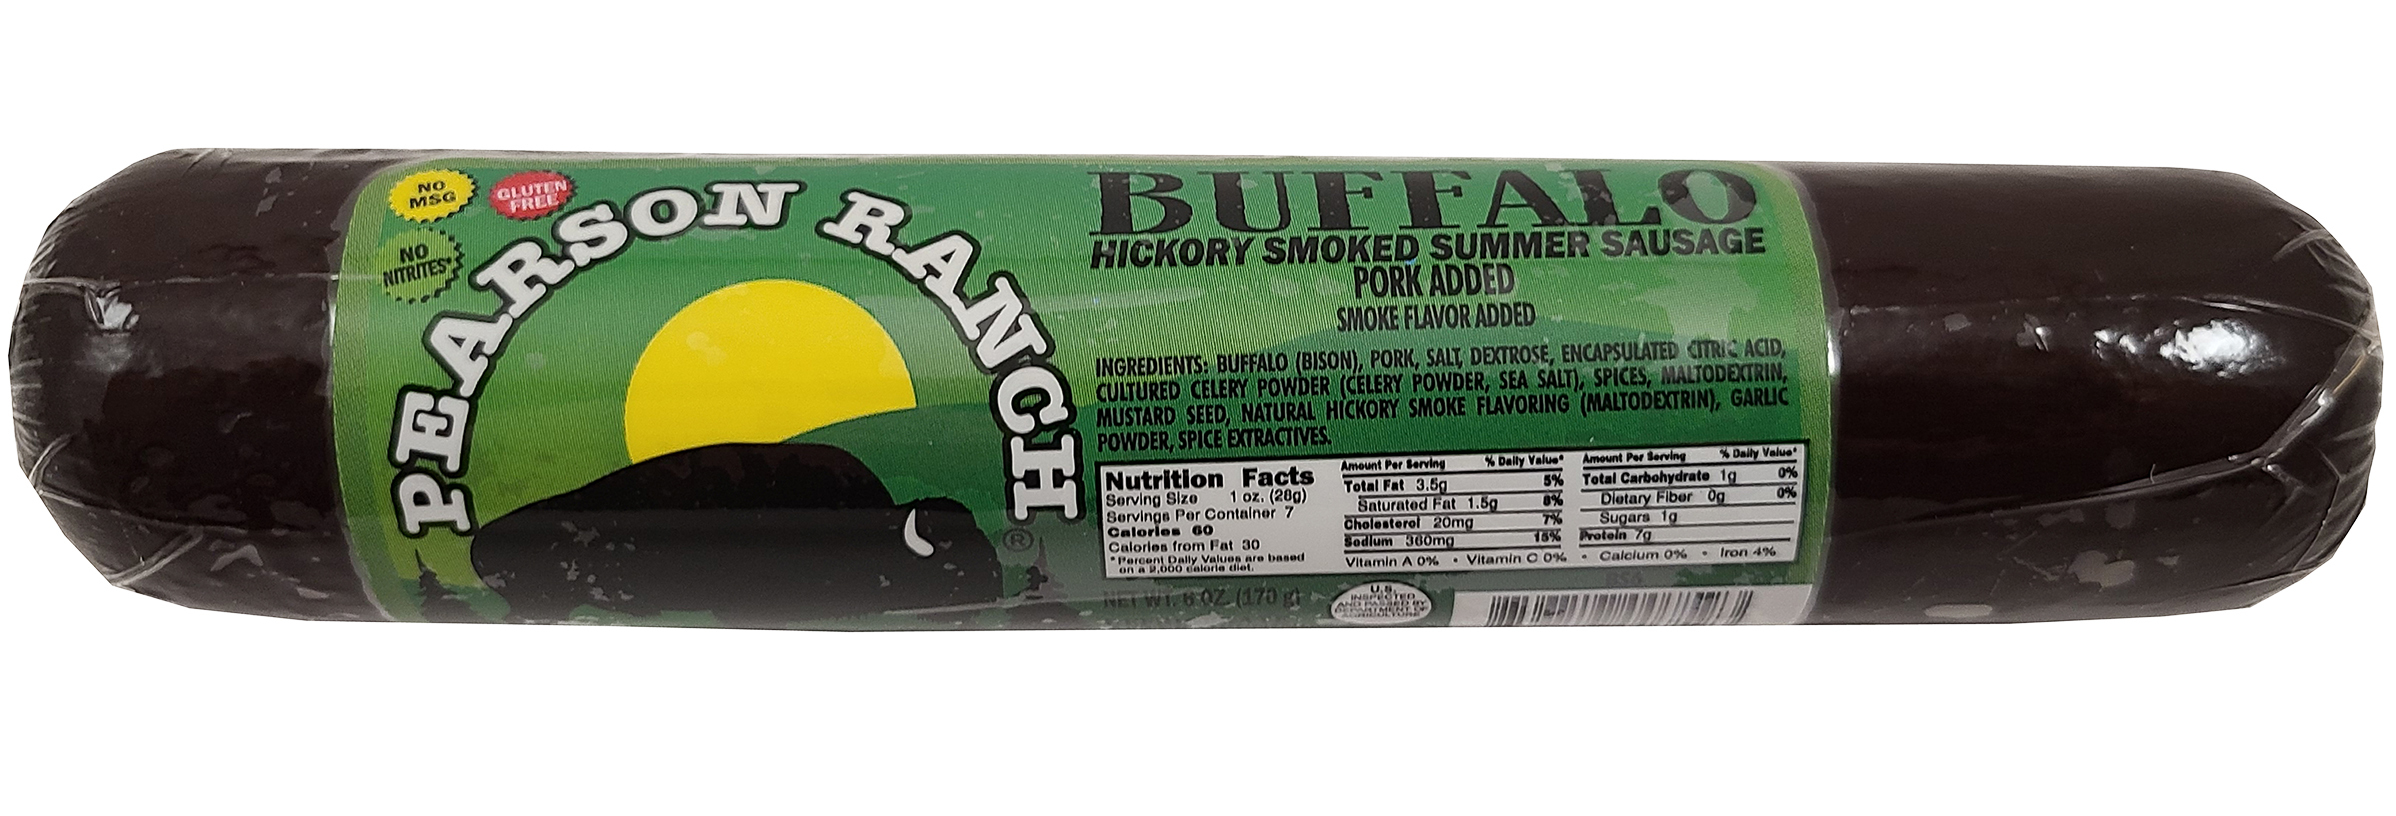 NO
MSG
GLUTEN
FREE
NO
NITRITES*
PEARSON RANCH
®
BUFFALO
HICKORY SMOKED SUMMER SAUSAGE
PORK ADDED
SMOKE FLAVOR ADDED
INGREDIENTS: BUFFALO (BISON), PORK, SALT, DEXTROSE, ENCAPSULATED CITRIC ACID,
CULTURED CELERY POWDER (CELERY POWDER, SEA SALT), SPICES, MALTODEXTRIN,
MUSTARD SEED, NATURAL HICKORY SMOKE FLAVORING (MALTODEXTRIN), GARLIC
POWDER, SPICE EXTRACTIVES.
Nutrition Facts
Serving Size 1 oz. (28g)
Servings Per Container 7
Calories 60
Calories from Fat 30
*Percent Daily Values are based
on a 2,000 calorie diet.
Amount Per Serving % Daily Value*
Total Fat 3.5g 5%
Saturated Fat 1.5g 8%
Cholesterol 20mg 7%
Sodium 360mg 15%
Amount Per Serving % Daily Value*
Total Carbohydrate 1g 0%
Dietary Fiber 0g 0%
Sugars 1g
Protein 7g
Vitamin A 0% • Vitamin C 0% • Calcium 0% • Iron 4%
NET WT. 6 OZ. (170 g)
U.S.
INSPECTED
AND PASSED BY
DEPARTMENT OF
AGRICULTURE